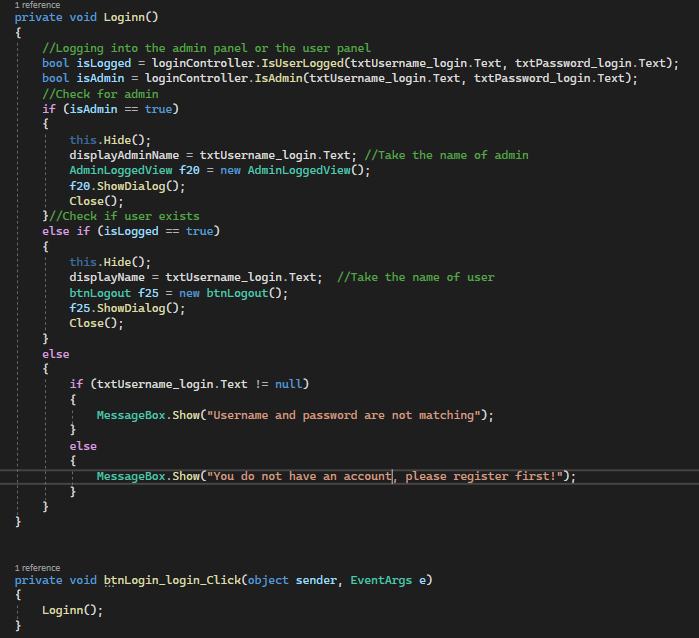 1 reference
private void Loginn()
{
//Logging into the admin panel or the user panel
bool isLogged = loginController.IsUserLogged(txtUsername_login.Text, txtPassword_login.Text);
bool isAdmin = loginController.IsAdmin(txtUsername_login.Text, txtPassword_login.Text);
//Check for admin
if (isAdmin == true)
{
this.Hide();
displayAdminName = txtUsername_login.Text; //Take the name of admin
AdminLoggedView f20 = new AdminLoggedView();
f20.ShowDialog();
Close();
}//Check if user exists
else if (isLogged == true)
{
this.Hide();
displayName = txtUsername_login.Text;  //Take the name of user
btnLogout f25 = new btnLogout();
f25.ShowDialog();
Close();
}
else
{
if (txtUsername_login.Text != null)
{
MessageBox.Show("Username and password are not matching");
}
else
{
MessageBox.Show("You do not have an account, please register first!");
}
}
}
1 reference
private void btnLogin_login_Click(object sender, EventArgs e)
{
Loginn();
}